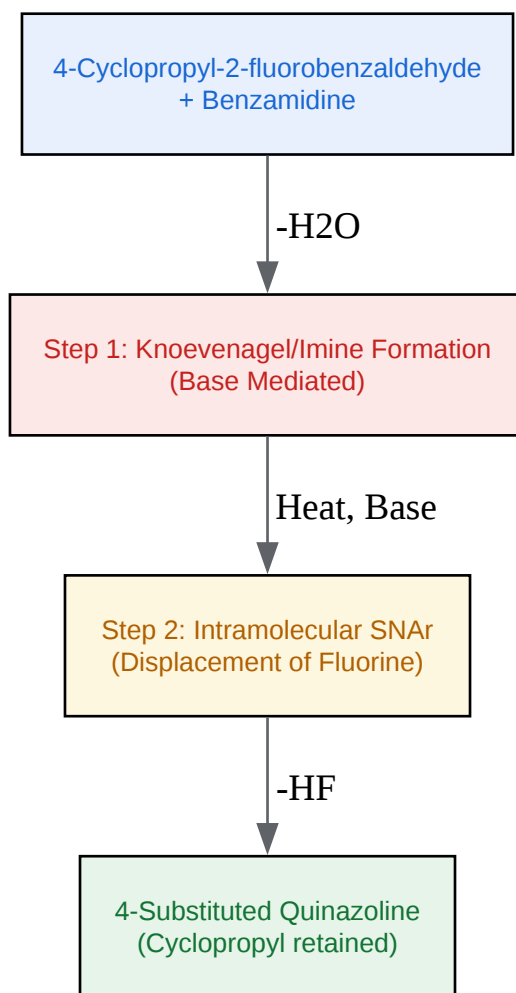 4-Cyclopropyl-2-fluorobenzaldehyde
+ Benzamidine
-H2O
Step 1: Knoevenagel/Imine Formation
(Base Mediated)
Heat, Base
Step 2: Intramolecular SNAr
(Displacement of Fluorine)
-HF
4-Substituted Quinazoline
(Cyclopropyl retained)